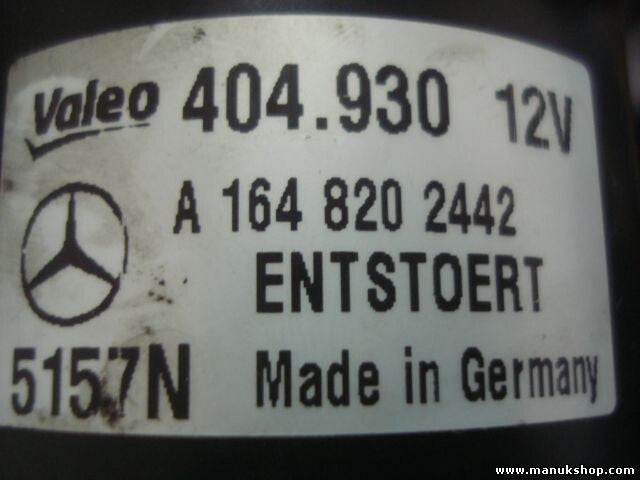 Valeo 404.930 12V
A 164 820 2442
ENTSTOERT
5157N Made in Germany
www.manukshop.com